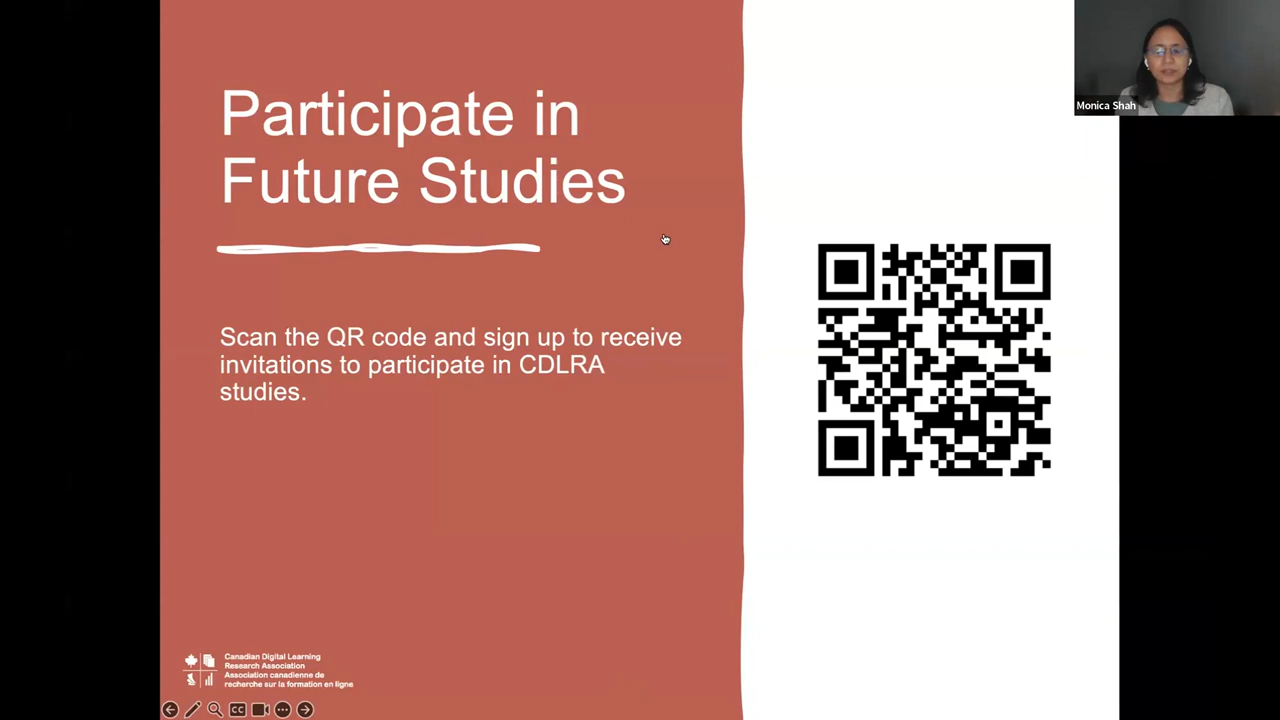 Participate in
Future Studies
Monica Shah
Scan the QR code and sign up to receive
invitations to participate in CDLRA
studies.
Canadian Digital Learning
Research Association
Association canadienne de
recherche sur la formation en ligne
CC